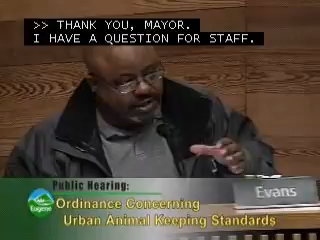 >> THANK YOU, MAYOR.
I HAVE A QUESTION FOR STAFF.
Evans
Public Hearing:
Ordinance Concerning
Urban Animal Keeping Standards
Eugene